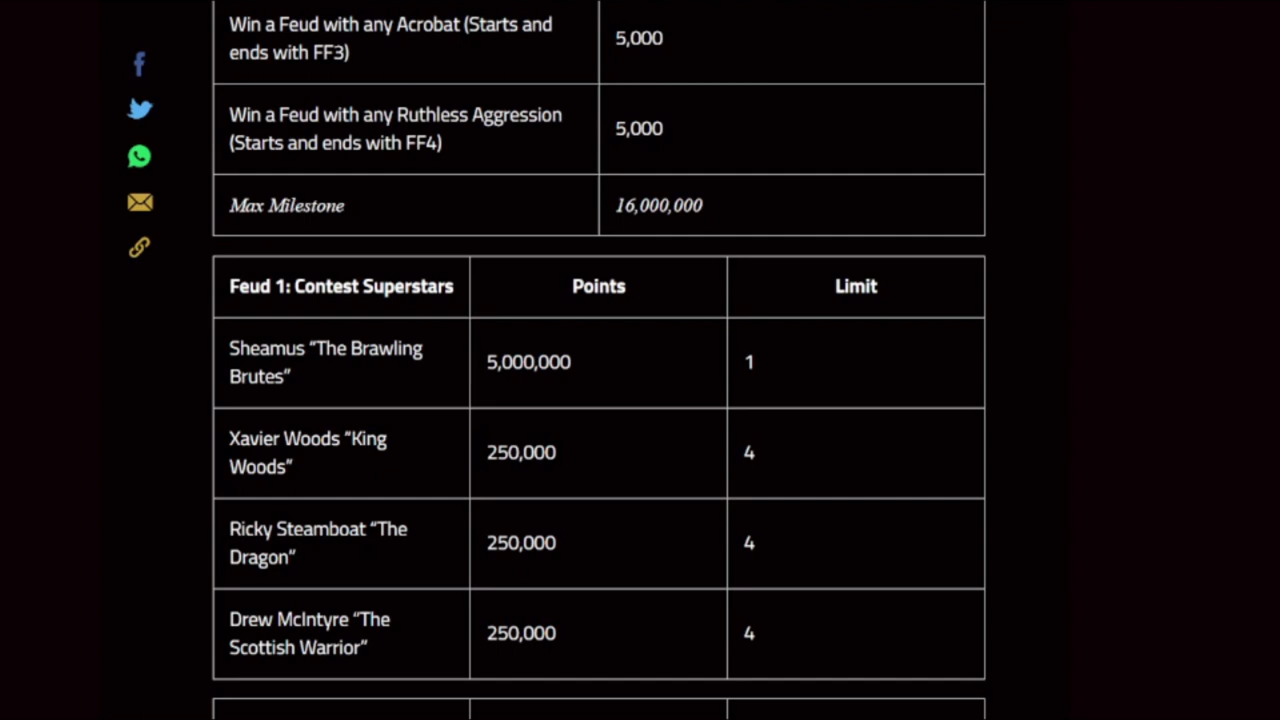 Win a Feud with any Acrobat (Starts and
ends with FF3)
5,000
Win a Feud with any Ruthless Aggression
(Starts and ends with FF4)
5,000
Max Milestone
16,000,000
Feud 1: Contest Superstars
Points
Limit
Sheamus “The Brawling
Brutes”
5,000,000
1
Xavier Woods “King
Woods”
250,000
4
Ricky Steamboat “The
Dragon”
250,000
4
Drew McIntyre “The
Scottish Warrior”
250,000
4